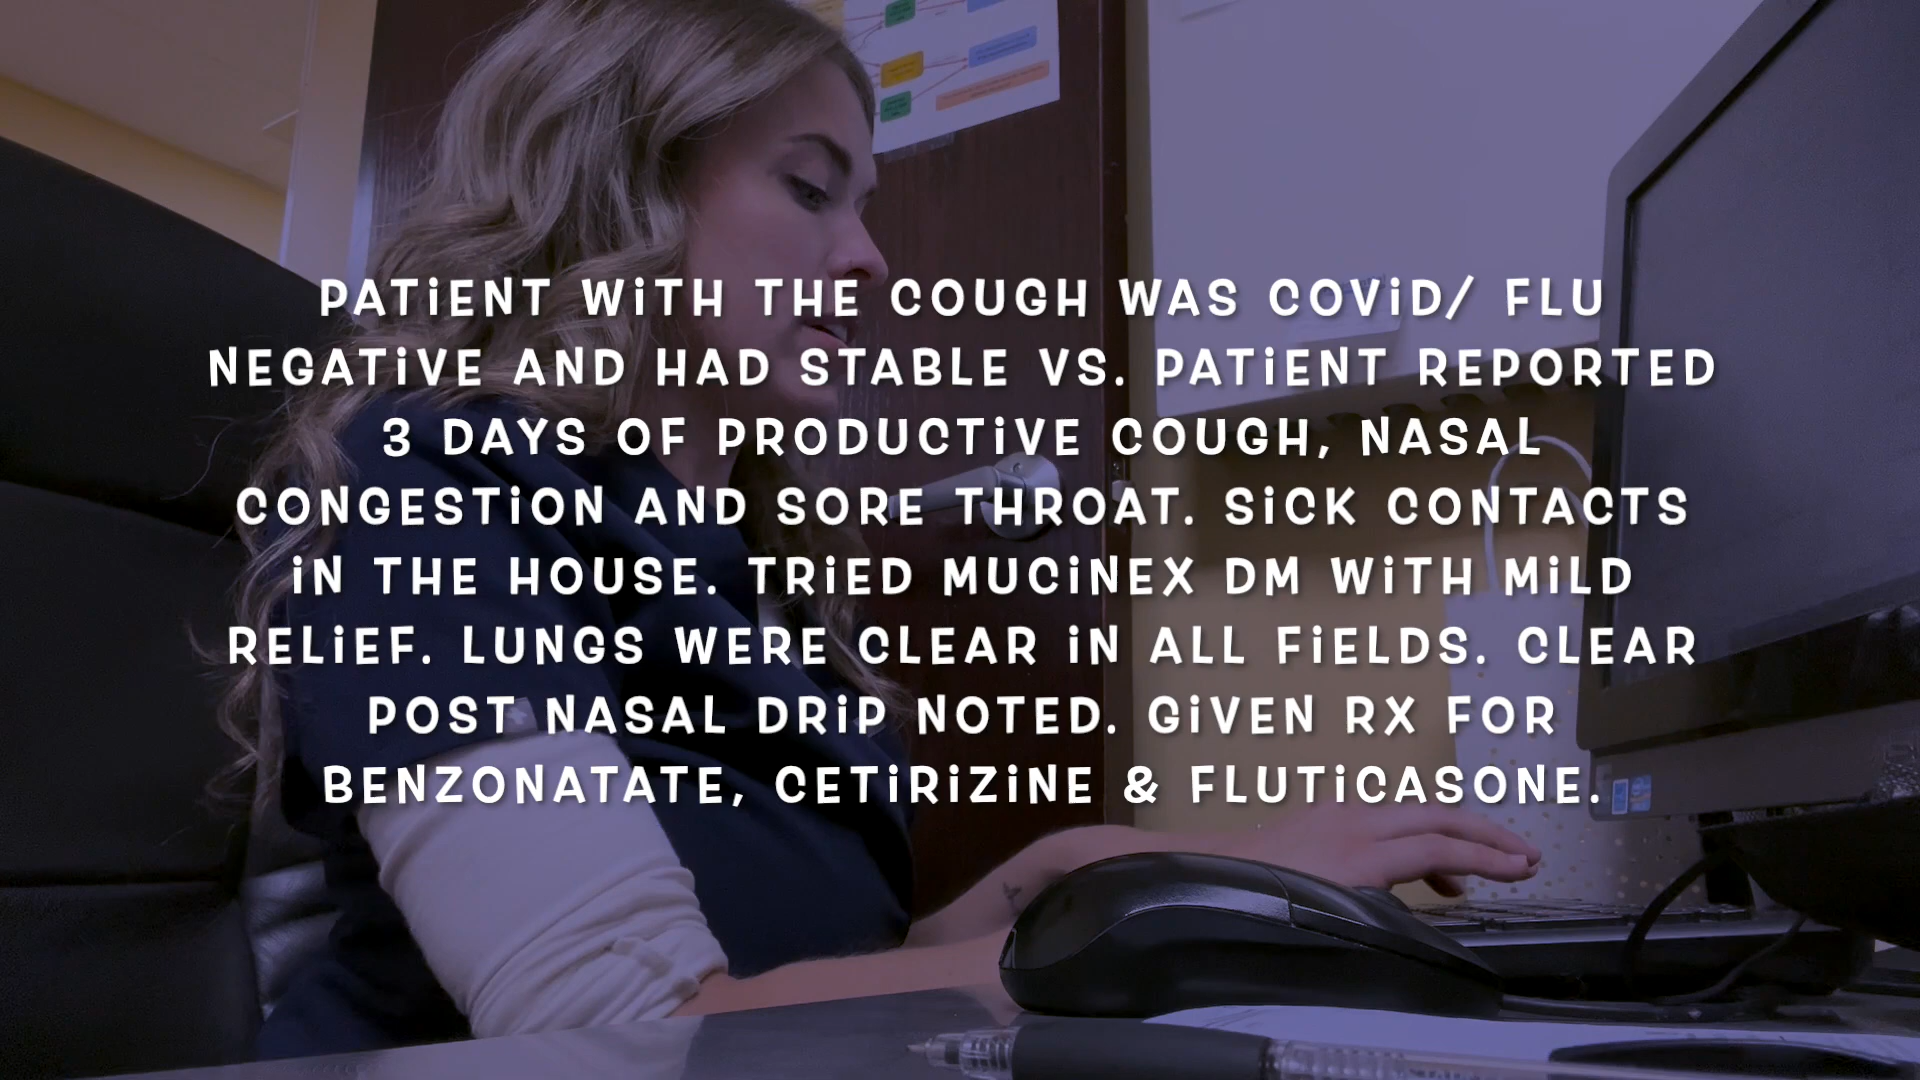 PATiENT WiTH THE COUGH WAS COViD/ FLU
NEGATiVE AND HAD STABLE VS. PATiENT REPORTED
3 DAYS OF PRODUCTiVE COUGH, NASAL
CONGESTiON AND SORE THROAT. SiCK CONTACTS
iN THE HOUSE. TRiED MUCiNEX DM WiTH MiLD
RELiEF. LUNGS WERE CLEAR iN ALL FiELDS. CLEAR
POST NASAL DRiP NOTED. GiVEN RX FOR
BENZONATATE, CETiRiZiNE & FLUTiCASONE.